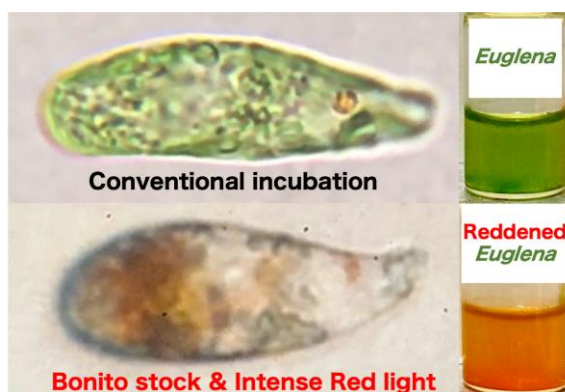 Euglena
Conventional incubation
Reddened
Euglena
Bonito stock & Intense Red light